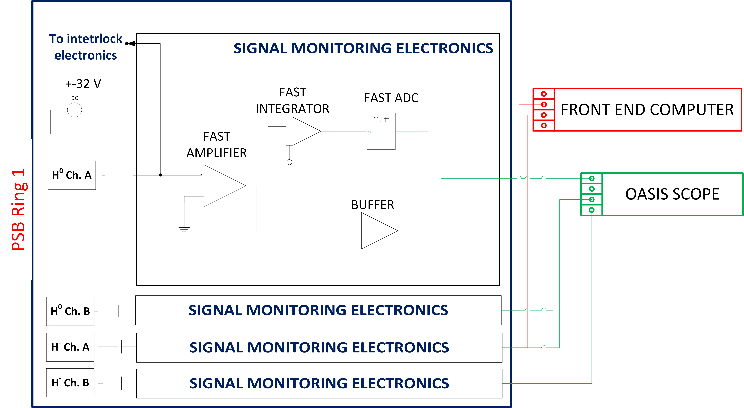 To intetrlock
electronics
SIGNAL MONITORING ELECTRONICS
+-32 V
DC
FAST
INTEGRATOR
FAST ADC
FAST
AMPLIFIER
FRONT END COMPUTER
PSB Ring 1
H⁰ Ch. A
OASIS SCOPE
BUFFER
H⁰ Ch. B
SIGNAL MONITORING ELECTRONICS
H Ch. A
SIGNAL MONITORING ELECTRONICS
H⁻ Ch. B
SIGNAL MONITORING ELECTRONICS